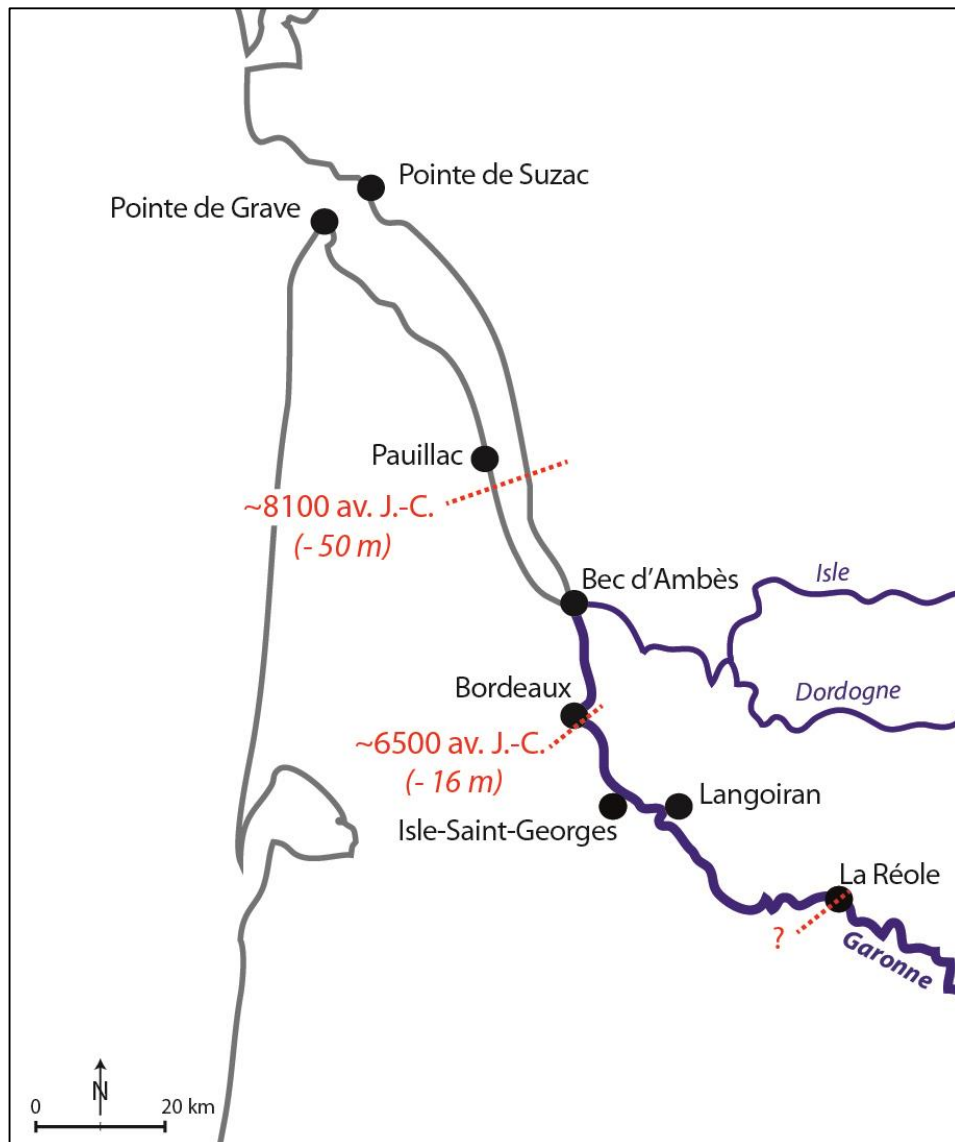 Pointe de Suzac
Pointe de Grave
Pauillac
~8100 av. J.-C.
(- 50 m)
Bec d’Ambès
Isle
Bordeaux
Dordogne
~6500 av. J.-C.
(- 16 m)
Langoiran
Isle-Saint-Georges
La Réole
?
Garonne
N
0 20 km